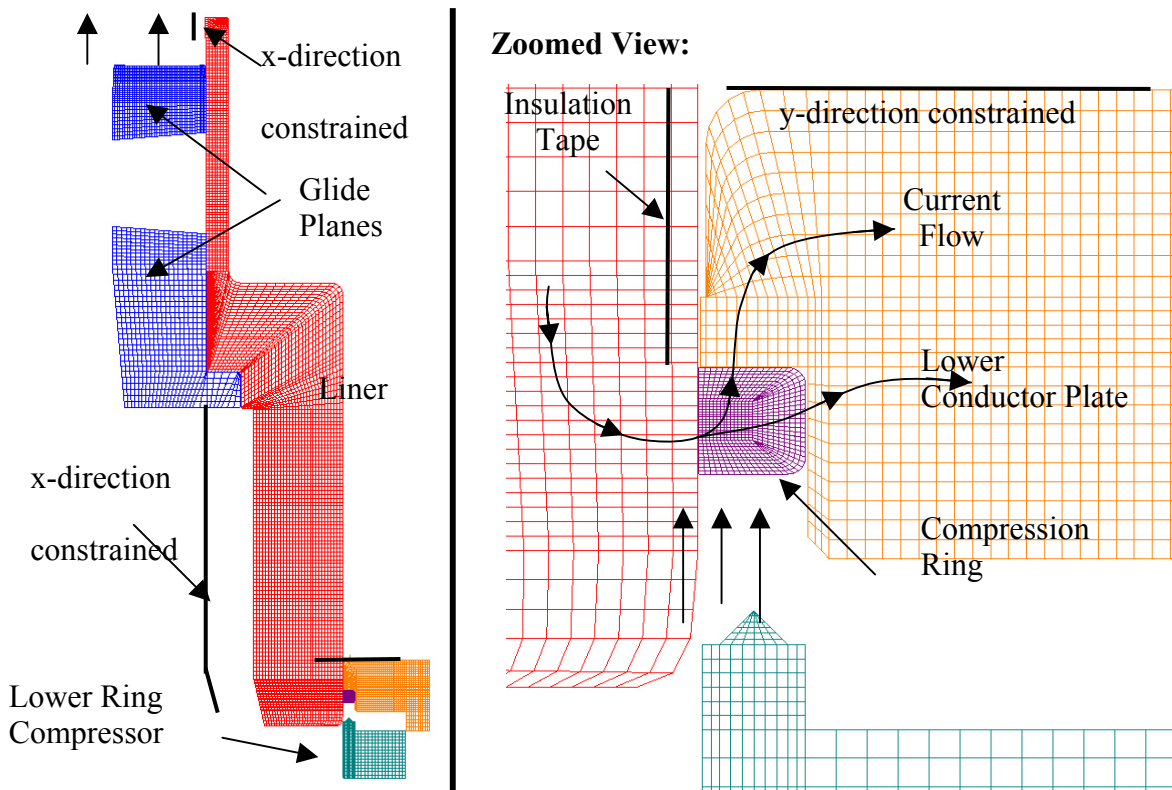 x-direction
constrained
Glide
Planes
Liner
x-direction
constrained
Lower Ring
Compressor
Zoomed View:
Insulation
Tape
y-direction constrained
Current
Flow
Lower
Conductor Plate
Compression
Ring